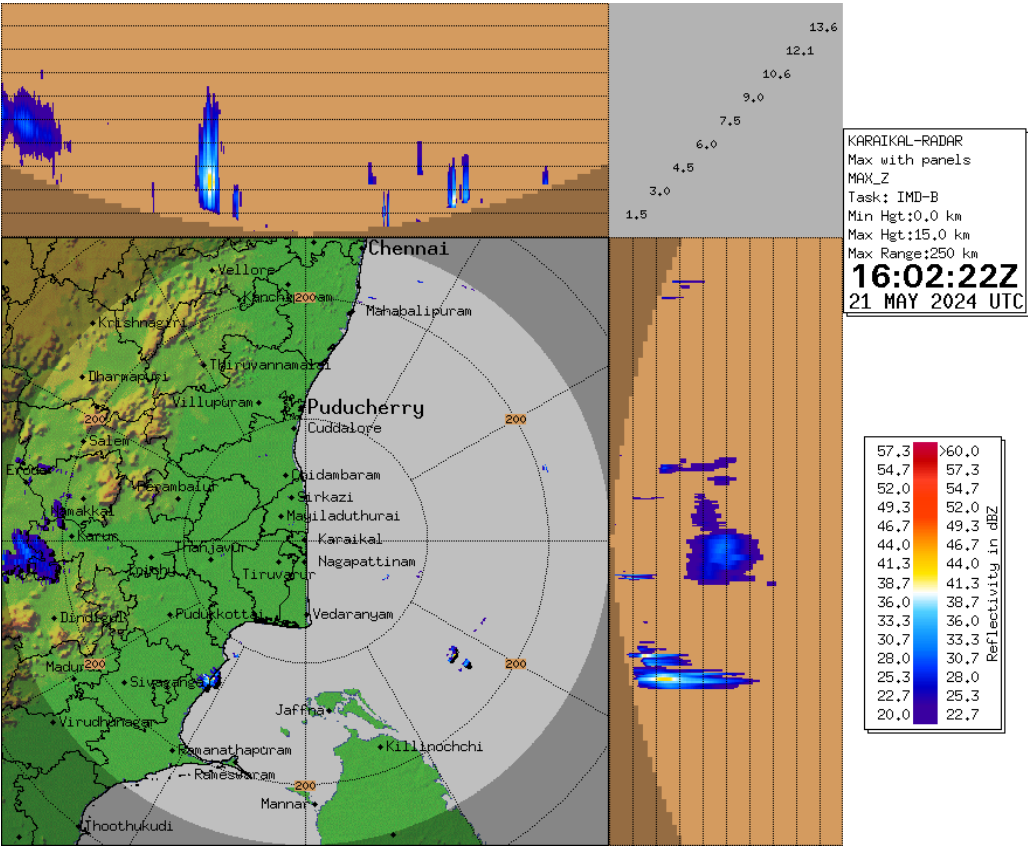 13.6
12.1
10.6
9.0
7.5
6.0
4.5
3.0
1.5
KARAIKAL-RADAR
Max with panels
MAX_Z
Task: IMD-B
Min Hgt:0.0 km
Max Hgt:15.0 km
Max Range:250 km
16:02:22Z
21 MAY 2024 UTC
Chennai
Vellore
200
Mahabalipuram
Krishnagiri
Thiruvannamalai
Dharmapuri
Villupuram
Puducherry
200
200
Cuddalore
Salem
Chidambaram
Perambalur
Sirkazi
Mayiladuthurai
Karur
Karaikal
Thanjavur
Nagapattinam
Tiruvarur
Dindigul
Pudukkottai
Vedaranyam
200
200
Sivaganga
Jaffna
Virudhunagar
Ramanathapuram
Killinochchi
Rameswaram
200
Mannar
Thoothukudi
57.3 >60.0
54.7 57.3
52.0 54.7
49.3 52.0
46.7 49.3
44.0 46.7
41.3 44.0
38.7 41.3
36.0 38.7
33.3 36.0
30.7 33.3
28.0 30.7
25.3 28.0
22.7 25.3
20.0 22.7
Reflectivity in dBZ